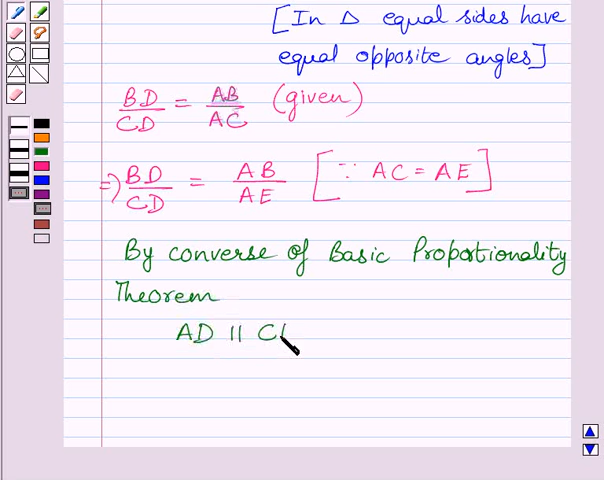 [In Δ equal sides have
equal opposite angles]
BD/CD = AB/AC (given)
⇒ BD/CD = AB/AE [∵ AC = AE]
By converse of Basic Proportionality
Theorem
AD || C